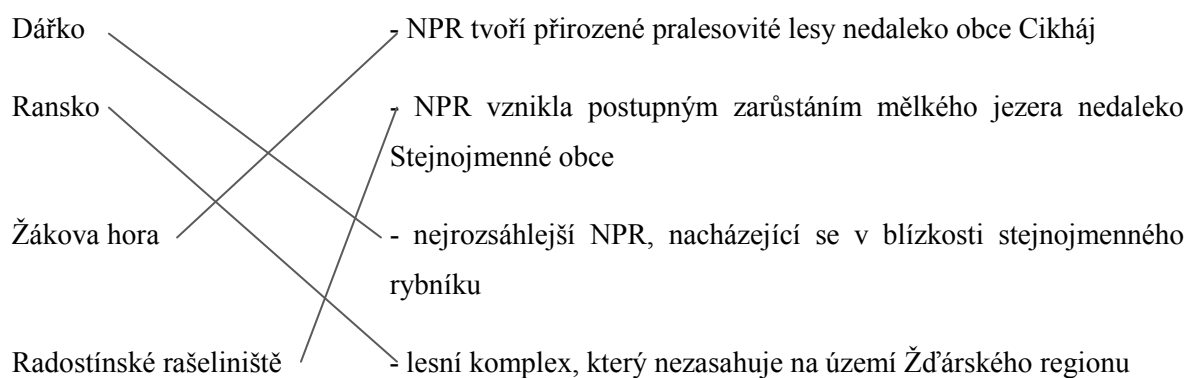 Dářko - NPR tvoří přirozené pralesovité lesy nedaleko obce Cikháj
Ransko - NPR vznikla postupným zarůstáním mělkého jezera nedaleko
Stejnojmenné obce
Žákova hora - nejrozsáhlejší NPR, nacházející se v blízkosti stejnojmenného
rybníku
Radostínské rašeliniště - lesní komplex, který nezasahuje na území Žďárského regionu